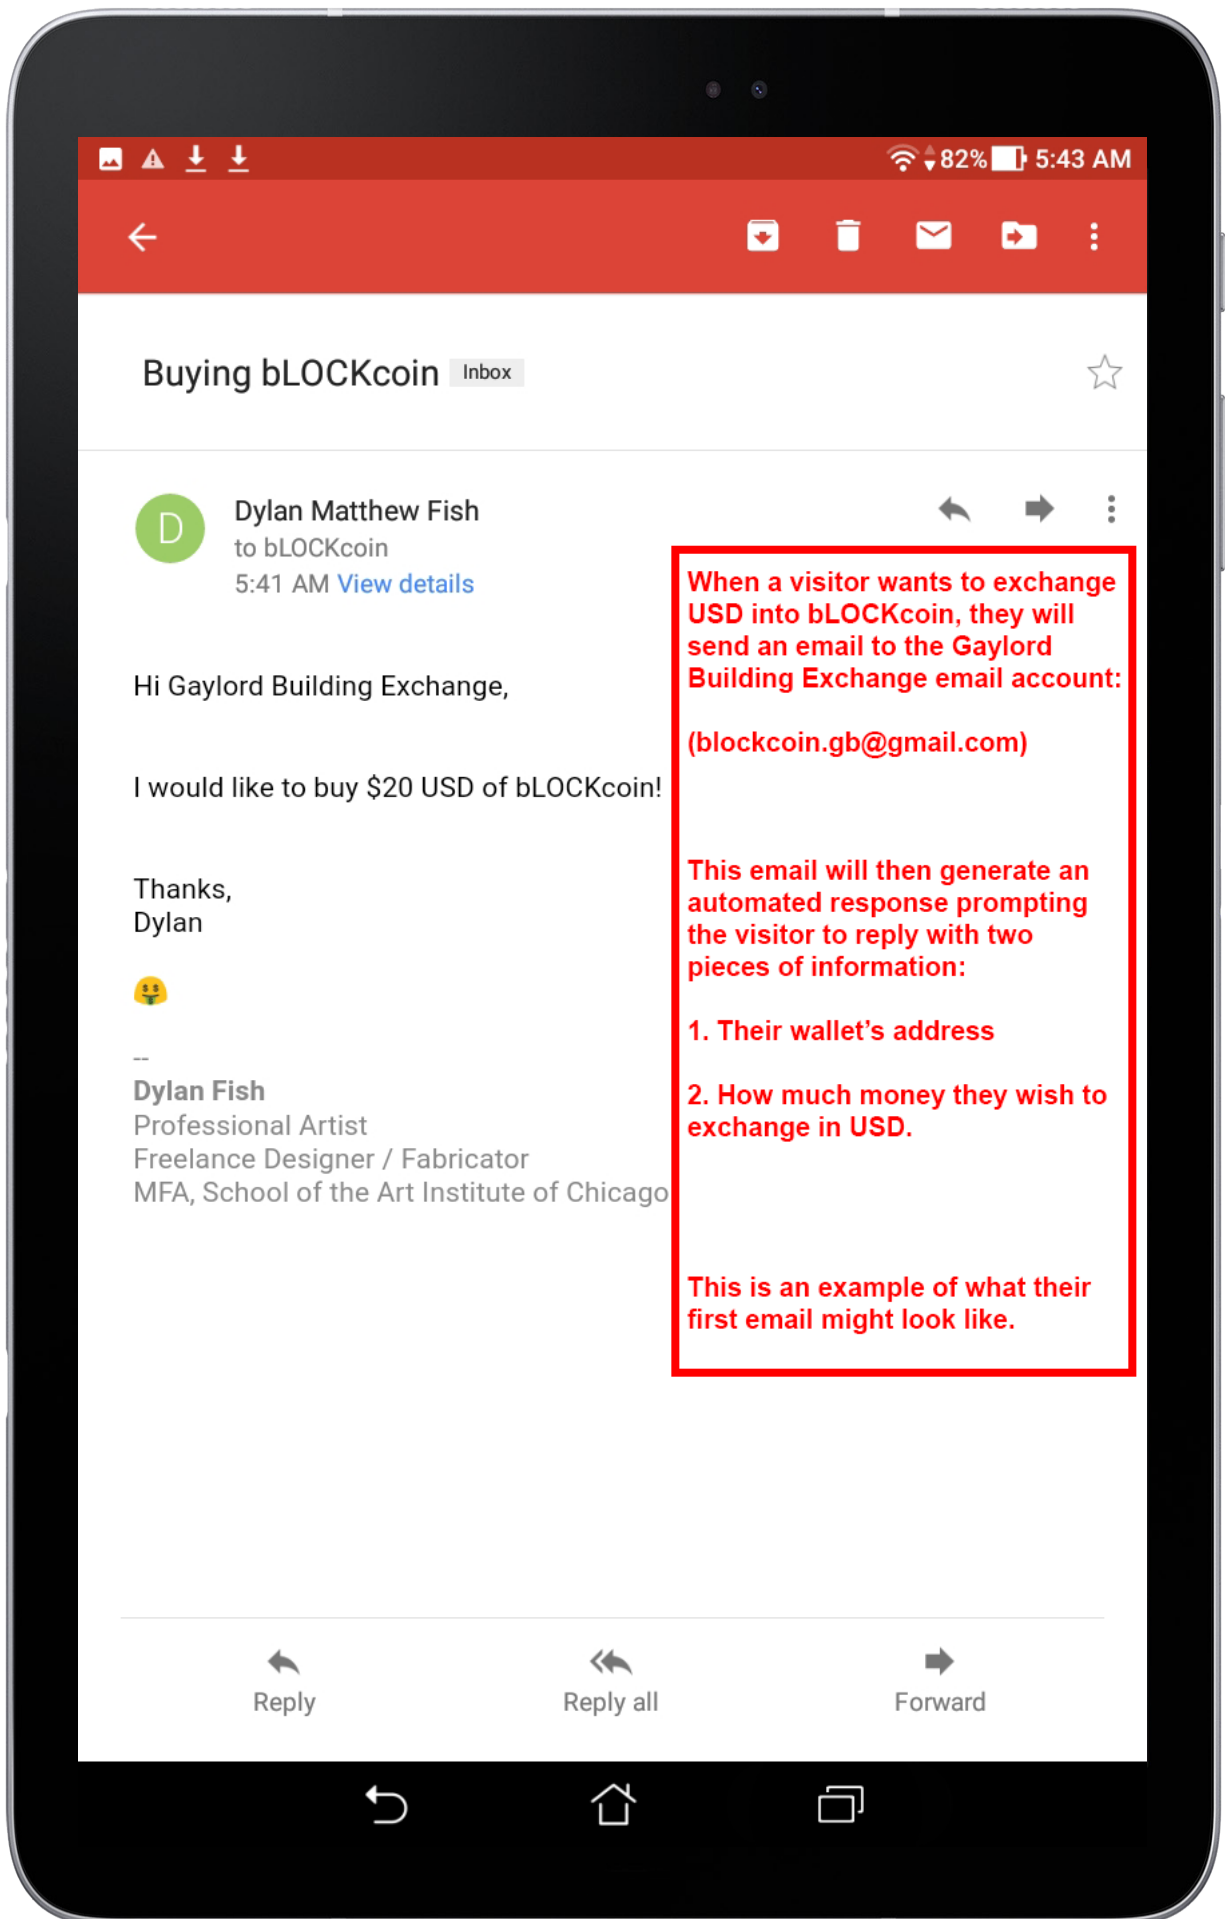 82% 5:43 AM
Buying bLOCKcoin Inbox
D
Dylan Matthew Fish
to bLOCKcoin
5:41 AM View details
Hi Gaylord Building Exchange,
I would like to buy $20 USD of bLOCKcoin!
Thanks,
Dylan
--
Dylan Fish
Professional Artist
Freelance Designer / Fabricator
MFA, School of the Art Institute of Chicago
When a visitor wants to exchange
USD into bLOCKcoin, they will
send an email to the Gaylord
Building Exchange email account:
(blockcoin.gb@gmail.com)
This email will then generate an
automated response prompting
the visitor to reply with two
pieces of information:
1. Their wallet's address
2. How much money they wish to
exchange in USD.
This is an example of what their
first email might look like.
Reply
Reply all
Forward